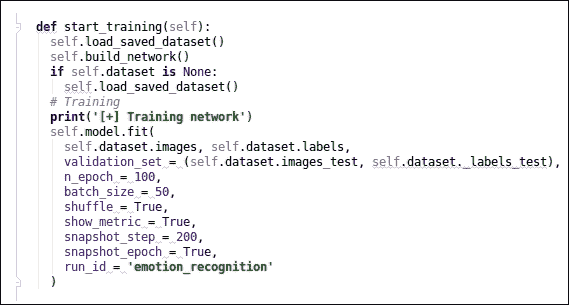 def start_training(self):
self.load_saved_dataset()
self.build_network()
if self.dataset is None:
self.load_saved_dataset()
# Training
print('[+] Training network')
self.model.fit(
self.dataset.images, self.dataset.labels,
validation_set = (self.dataset.images_test, self.dataset._labels_test),
n_epoch = 100,
batch_size = 50,
shuffle = True,
show_metric = True,
snapshot_step = 200,
snapshot_epoch = True,
run_id = 'emotion_recognition'
)